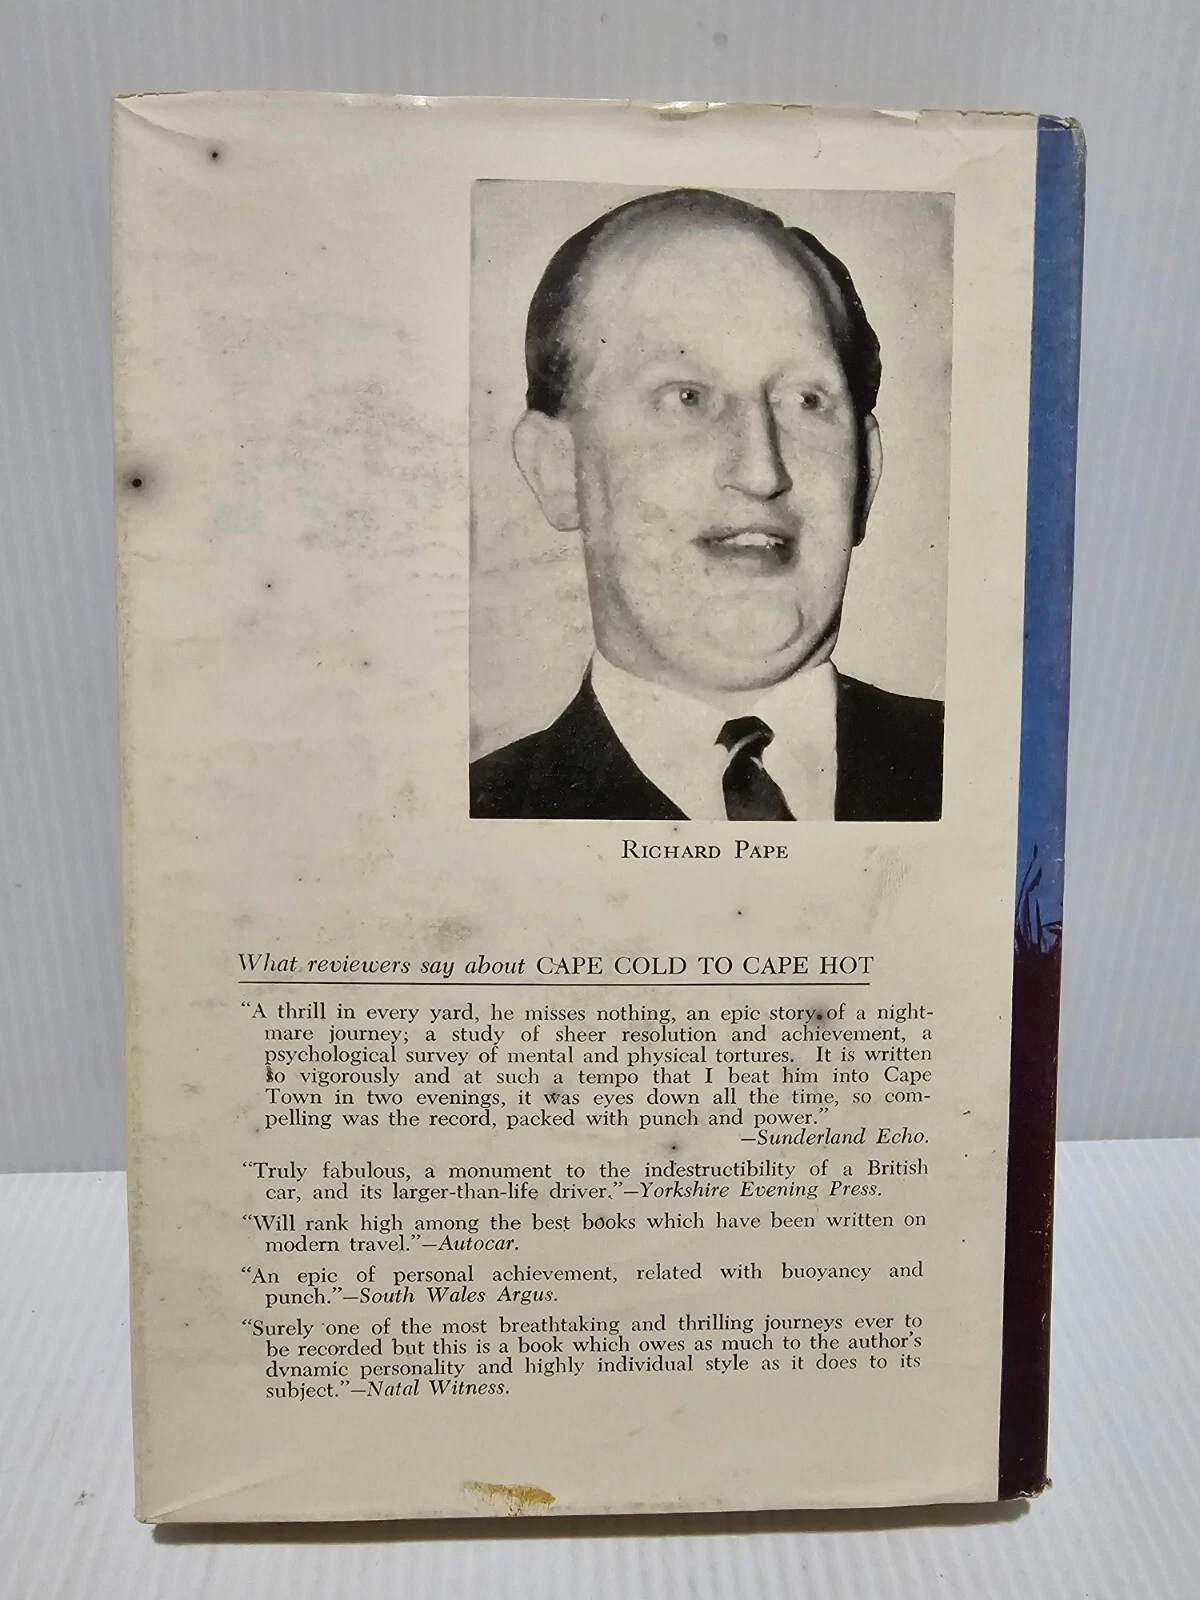 RICHARD PAPE
What reviewers say about CAPE COLD TO CAPE HOT
“A thrill in every yard, he misses nothing, an epic story of a night-
mare journey; a study of sheer resolution and achievement, a
psychological survey of mental and physical tortures. It is written
so vigorously and at such a tempo that I beat him into Cape
Town in two evenings, it was eyes down all the time, so com-
pelling was the record, packed with punch and power.”
—Sunderland Echo.
“Truly fabulous, a monument to the indestructibility of a British
car, and its larger-than-life driver.”—Yorkshire Evening Press.
“Will rank high among the best books which have been written on
modern travel.”—Autocar.
“An epic of personal achievement, related with buoyancy and
punch.”—South Wales Argus.
“Surely one of the most breathtaking and thrilling journeys ever to
be recorded but this is a book which owes as much to the author’s
dynamic personality and highly individual style as it does to its
subject.”—Natal Witness.